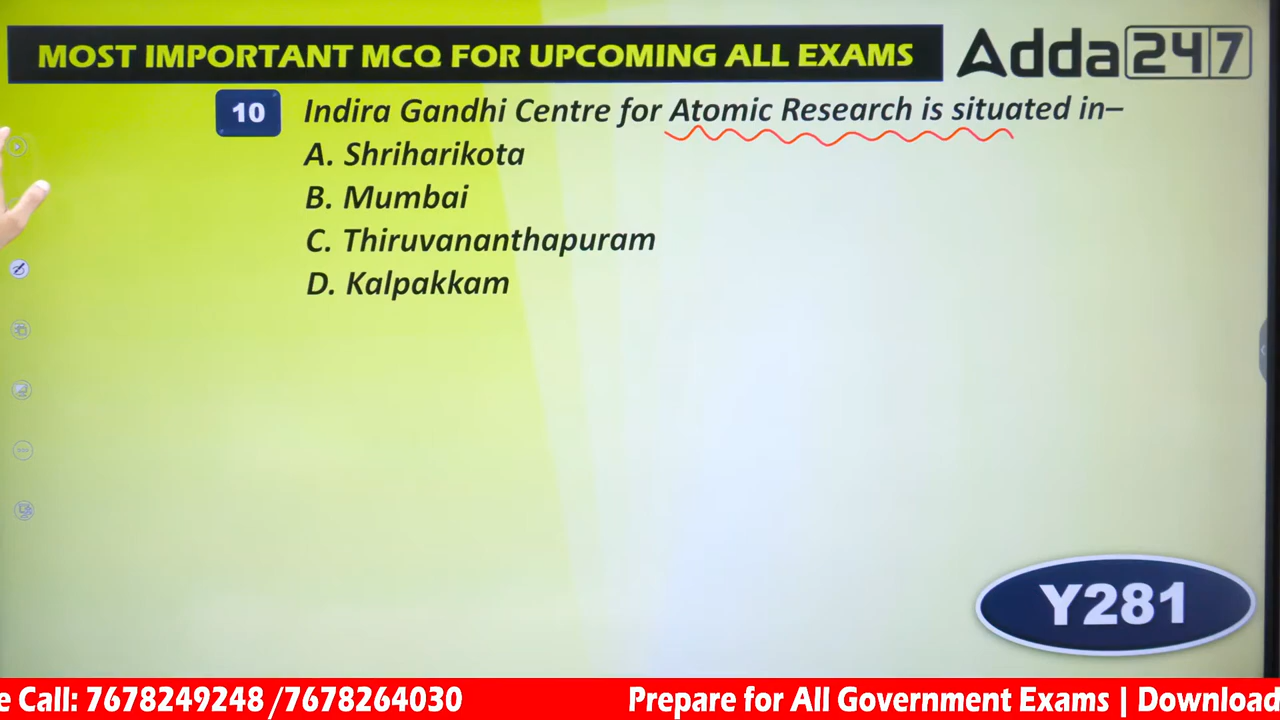 MOST IMPORTANT MCQ FOR UPCOMING ALL EXAMS
Adda247
10 Indira Gandhi Centre for Atomic Research is situated in–
A. Shriharikota
B. Mumbai
C. Thiruvananthapuram
D. Kalpakkam
Y281
e Call: 7678249248 /7678264030 Prepare for All Government Exams | Download